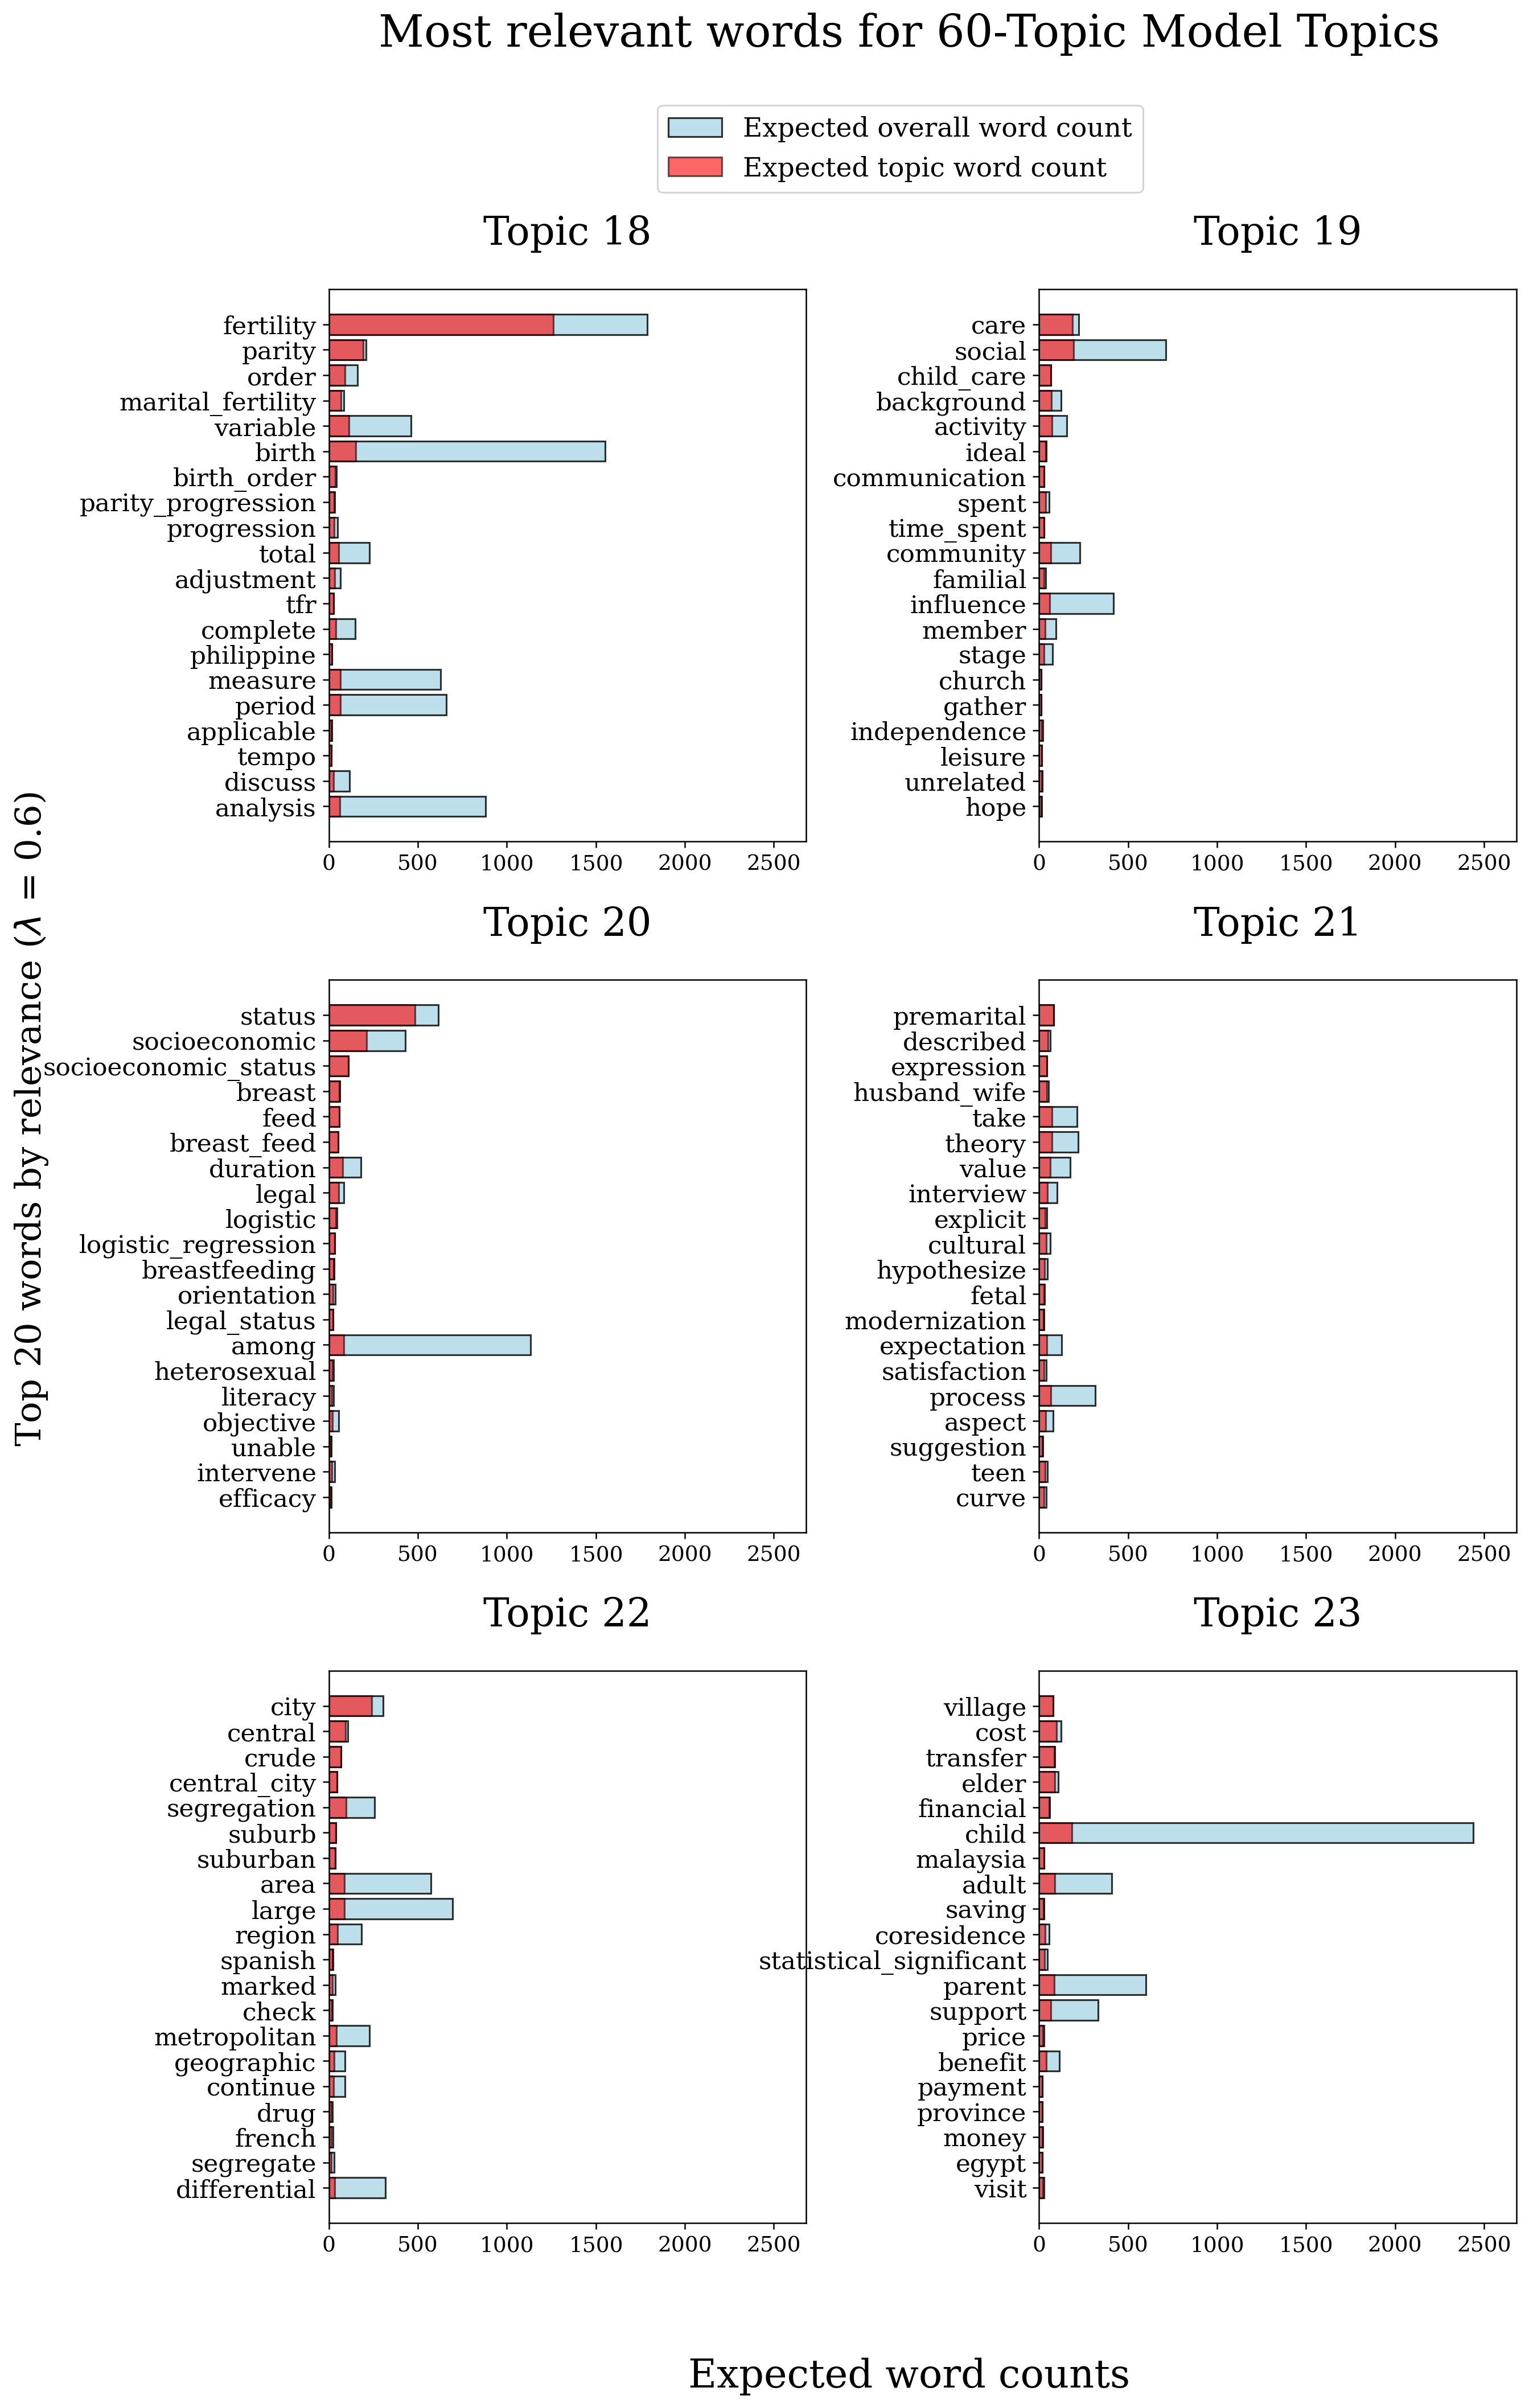 Most relevant words for 60-Topic Model Topics
Expected overall word count
Expected topic word count
Top 20 words by relevance (λ = 0.6)
Topic 18
fertility
parity
order
marital_fertility
variable
birth
birth_order
parity_progression
progression
total
adjustment
tfr
complete
philippine
measure
period
applicable
tempo
discuss
analysis
0 500 1000 1500 2000 2500
Topic 19
care
social
child_care
background
activity
ideal
communication
spent
time_spent
community
familial
influence
member
stage
church
gather
independence
leisure
unrelated
hope
0 500 1000 1500 2000 2500
Topic 20
status
socioeconomic
socioeconomic_status
breast
feed
breast_feed
duration
legal
logistic
logistic_regression
breastfeeding
orientation
legal_status
among
heterosexual
literacy
objective
unable
intervene
efficacy
0 500 1000 1500 2000 2500
Topic 21
premarital
described
expression
husband_wife
take
theory
value
interview
explicit
cultural
hypothesize
fetal
modernization
expectation
satisfaction
process
aspect
suggestion
teen
curve
0 500 1000 1500 2000 2500
Topic 22
city
central
crude
central_city
segregation
suburb
suburban
area
large
region
spanish
marked
check
metropolitan
geographic
continue
drug
french
segregate
differential
0 500 1000 1500 2000 2500
Topic 23
village
cost
transfer
elder
financial
child
malaysia
adult
saving
coresidence
statistical_significant
parent
support
price
benefit
payment
province
money
egypt
visit
0 500 1000 1500 2000 2500
Expected word counts